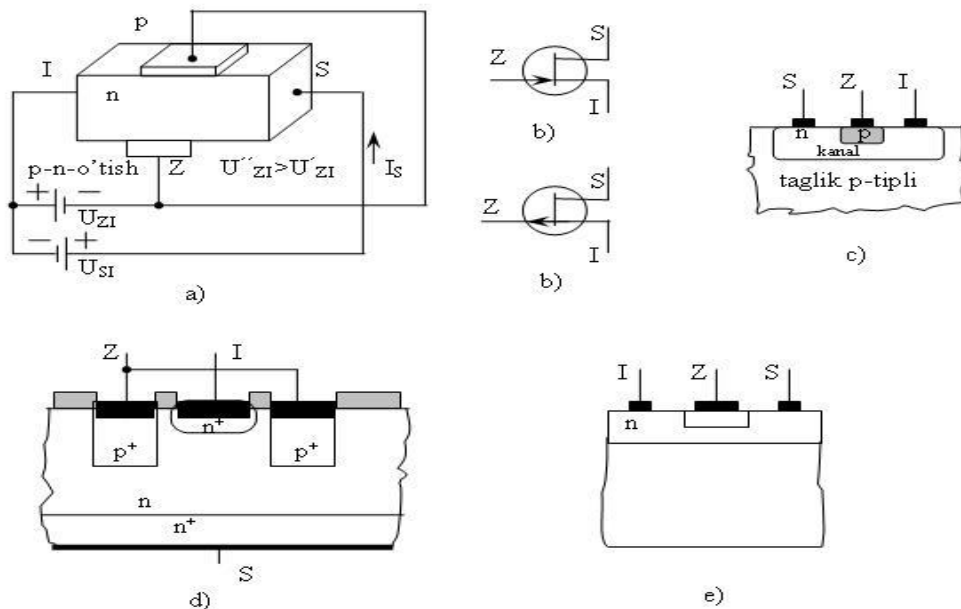 p
I
S
n
p-n-o'tish
Z
U´´ZI>U´ZI
IS
+ −
UZI
− +
USI
a)
S
Z
I
b)
S
Z
I
b)
S Z I
n p
kanal
taglik p-tipli
c)
Z I
n+
p+ p+
n
n+
S
d)
I Z S
n
e)